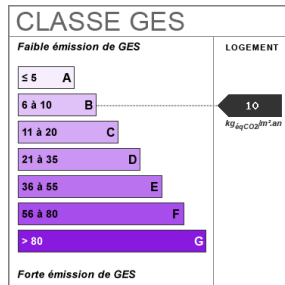 CLASSE GES
Faible émission de GES
LOGEMENT
≤ 5 A
6 à 10 B
10
kgéqCO2/m².an
11 à 20 C
21 à 35 D
36 à 55 E
56 à 80 F
> 80 G
Forte émission de GES